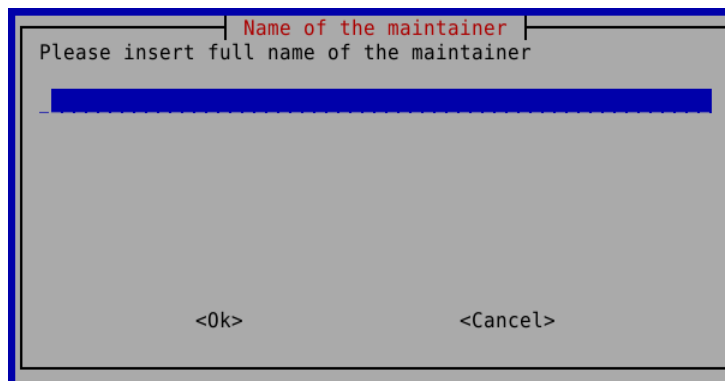 Name of the maintainer
Please insert full name of the maintainer
<Ok> <Cancel>